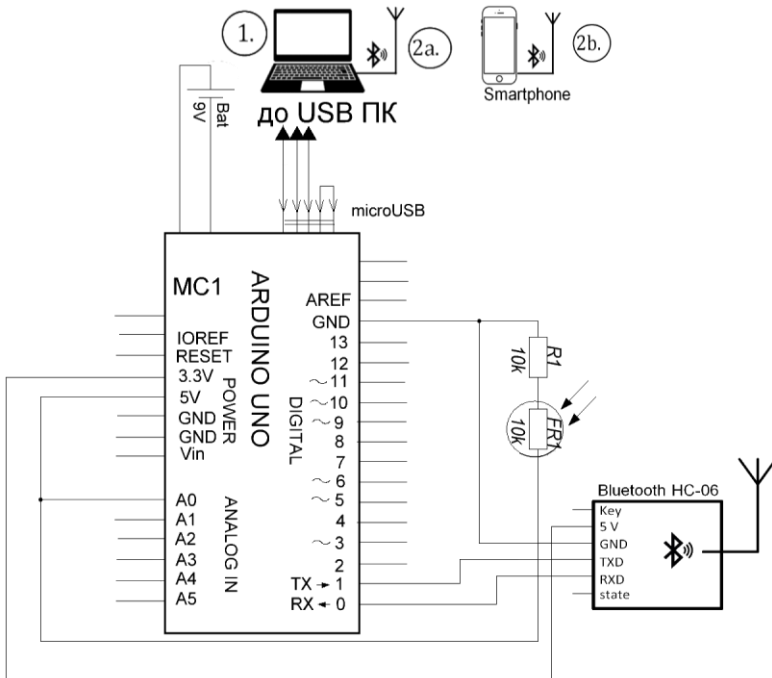 1.
2a.
2b.
Smartphone
до USB ПК
Bat
9V
microUSB
MC1
ARDUINO UNO
AREF
GND
13
12
~ 11
~ 10
~ 9
8
7
~ 6
~ 5
4
~ 3
2
TX → 1
RX ← 0
DIGITAL
IOREF
RESET
3.3V
5V
GND
GND
Vin
POWER
A0
A1
A2
A3
A4
A5
ANALOG IN
R1
10k
FR1
10k
Bluetooth HC-06
Key
5 V
GND
TXD
RXD
state